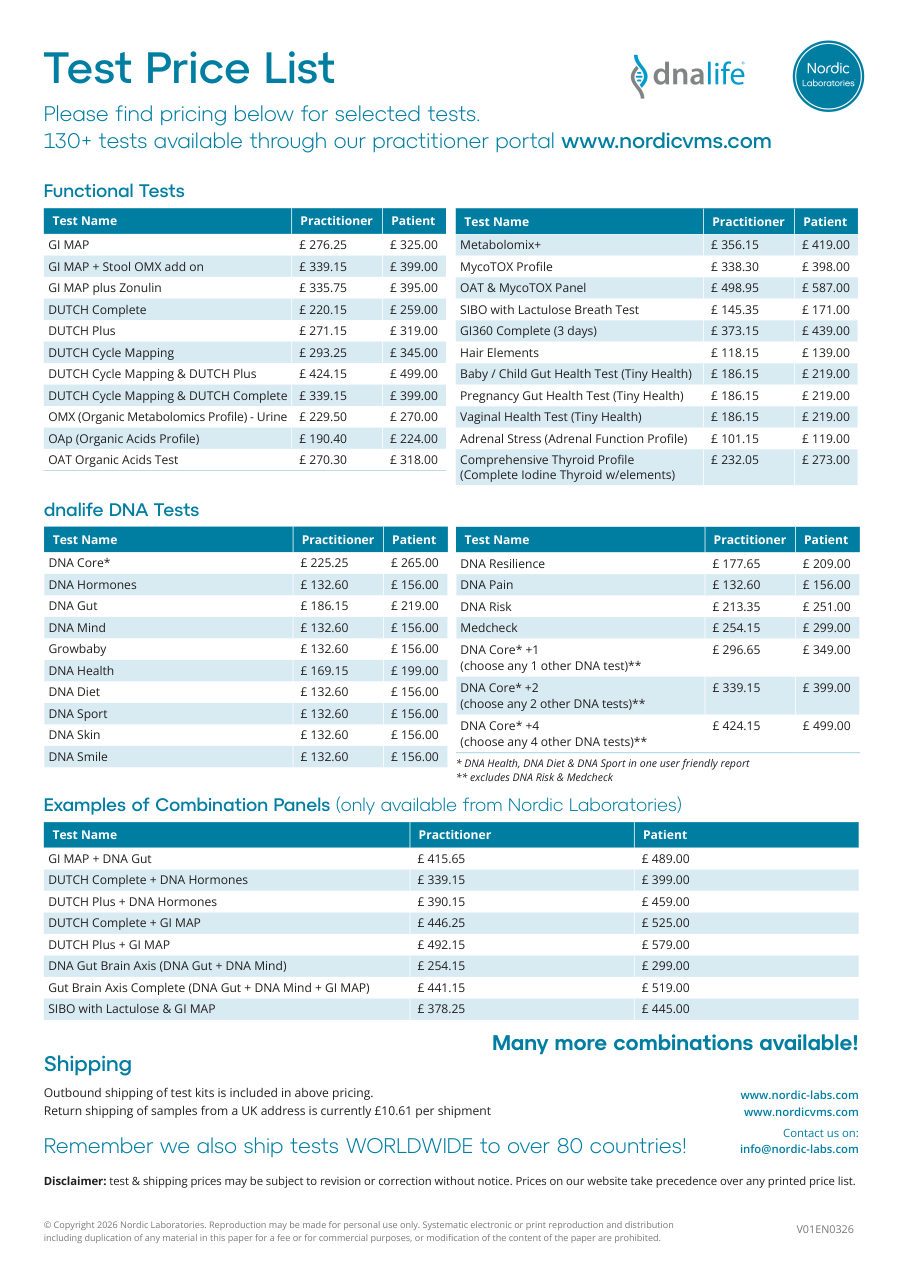 Test Price List
dnalife®
Nordic
Laboratories
Please find pricing below for selected tests.
130+ tests available through our practitioner portal www.nordicvms.com
Functional Tests
Test Name Practitioner Patient
GI MAP £ 276.25 £ 325.00
GI MAP + Stool OMX add on £ 339.15 £ 399.00
GI MAP plus Zonulin £ 335.75 £ 395.00
DUTCH Complete £ 220.15 £ 259.00
DUTCH Plus £ 271.15 £ 319.00
DUTCH Cycle Mapping £ 293.25 £ 345.00
DUTCH Cycle Mapping & DUTCH Plus £ 424.15 £ 499.00
DUTCH Cycle Mapping & DUTCH Complete £ 339.15 £ 399.00
OMX (Organic Metabolomics Profile) - Urine £ 229.50 £ 270.00
OAp (Organic Acids Profile) £ 190.40 £ 224.00
OAT Organic Acids Test £ 270.30 £ 318.00
Test Name Practitioner Patient
Metabolomix+ £ 356.15 £ 419.00
MycoTOX Profile £ 338.30 £ 398.00
OAT & MycoTOX Panel £ 498.95 £ 587.00
SIBO with Lactulose Breath Test £ 145.35 £ 171.00
GI360 Complete (3 days) £ 373.15 £ 439.00
Hair Elements £ 118.15 £ 139.00
Baby / Child Gut Health Test (Tiny Health) £ 186.15 £ 219.00
Pregnancy Gut Health Test (Tiny Health) £ 186.15 £ 219.00
Vaginal Health Test (Tiny Health) £ 186.15 £ 219.00
Adrenal Stress (Adrenal Function Profile) £ 101.15 £ 119.00
Comprehensive Thyroid Profile £ 232.05 £ 273.00
(Complete Iodine Thyroid w/elements)
dnalife DNA Tests
Test Name Practitioner Patient
DNA Core* £ 225.25 £ 265.00
DNA Hormones £ 132.60 £ 156.00
DNA Gut £ 186.15 £ 219.00
DNA Mind £ 132.60 £ 156.00
Growbaby £ 132.60 £ 156.00
DNA Health £ 169.15 £ 199.00
DNA Diet £ 132.60 £ 156.00
DNA Sport £ 132.60 £ 156.00
DNA Skin £ 132.60 £ 156.00
DNA Smile £ 132.60 £ 156.00
Test Name Practitioner Patient
DNA Resilience £ 177.65 £ 209.00
DNA Pain £ 132.60 £ 156.00
DNA Risk £ 213.35 £ 251.00
Medcheck £ 254.15 £ 299.00
DNA Core* +1 £ 296.65 £ 349.00
(choose any 1 other DNA test)**
DNA Core* +2 £ 339.15 £ 399.00
(choose any 2 other DNA tests)**
DNA Core* +4 £ 424.15 £ 499.00
(choose any 4 other DNA tests)**
* DNA Health, DNA Diet & DNA Sport in one user friendly report
** excludes DNA Risk & Medcheck
Examples of Combination Panels (only available from Nordic Laboratories)
Test Name Practitioner Patient
GI MAP + DNA Gut £ 415.65 £ 489.00
DUTCH Complete + DNA Hormones £ 339.15 £ 399.00
DUTCH Plus + DNA Hormones £ 390.15 £ 459.00
DUTCH Complete + GI MAP £ 446.25 £ 525.00
DUTCH Plus + GI MAP £ 492.15 £ 579.00
DNA Gut Brain Axis (DNA Gut + DNA Mind) £ 254.15 £ 299.00
Gut Brain Axis Complete (DNA Gut + DNA Mind + GI MAP) £ 441.15 £ 519.00
SIBO with Lactulose & GI MAP £ 378.25 £ 445.00
Many more combinations available!
Shipping
Outbound shipping of test kits is included in above pricing.
Return shipping of samples from a UK address is currently £10.61 per shipment
www.nordic-labs.com
www.nordicvms.com
Contact us on:
info@nordic-labs.com
Remember we also ship tests WORLDWIDE to over 80 countries!
Disclaimer: test & shipping prices may be subject to revision or correction without notice. Prices on our website take precedence over any printed price list.
© Copyright 2026 Nordic Laboratories. Reproduction may be made for personal use only. Systematic electronic or print reproduction and distribution
including duplication of any material in this paper for a fee or for commercial purposes, or modification of the content of the paper are prohibited.
V01EN0326